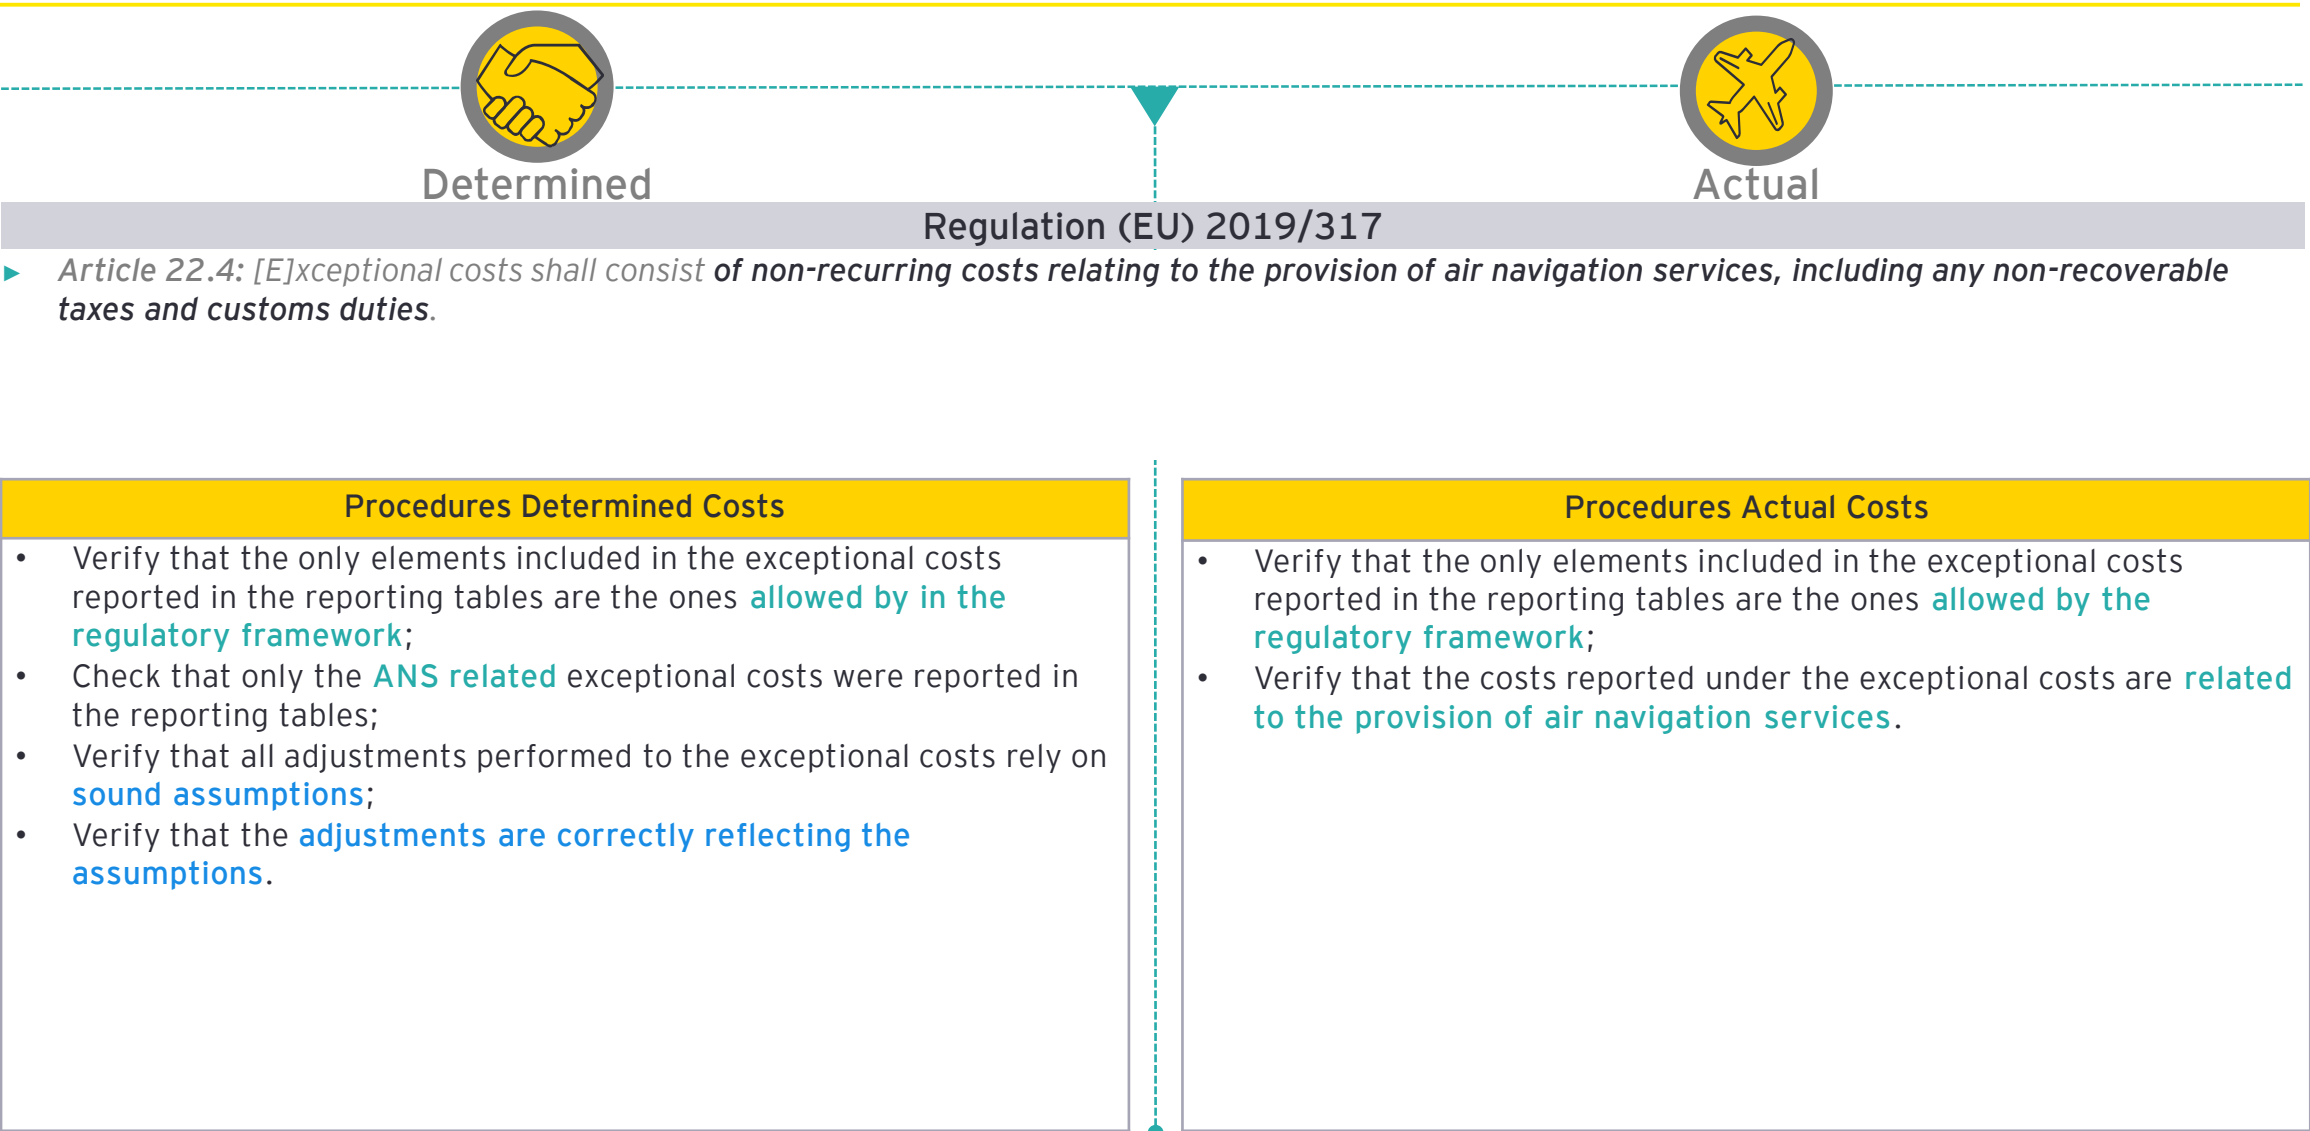 Determined
Actual
Regulation (EU) 2019/317
► Article 22.4: [E]xceptional costs shall consist of non-recurring costs relating to the provision of air navigation services, including any non-recoverable
taxes and customs duties.
Procedures Determined Costs
• Verify that the only elements included in the exceptional costs
reported in the reporting tables are the ones allowed by in the
regulatory framework;
• Check that only the ANS related exceptional costs were reported in
the reporting tables;
• Verify that all adjustments performed to the exceptional costs rely on
sound assumptions;
• Verify that the adjustments are correctly reflecting the
assumptions.
Procedures Actual Costs
• Verify that the only elements included in the exceptional costs
reported in the reporting tables are the ones allowed by the
regulatory framework;
• Verify that the costs reported under the exceptional costs are related
to the provision of air navigation services.